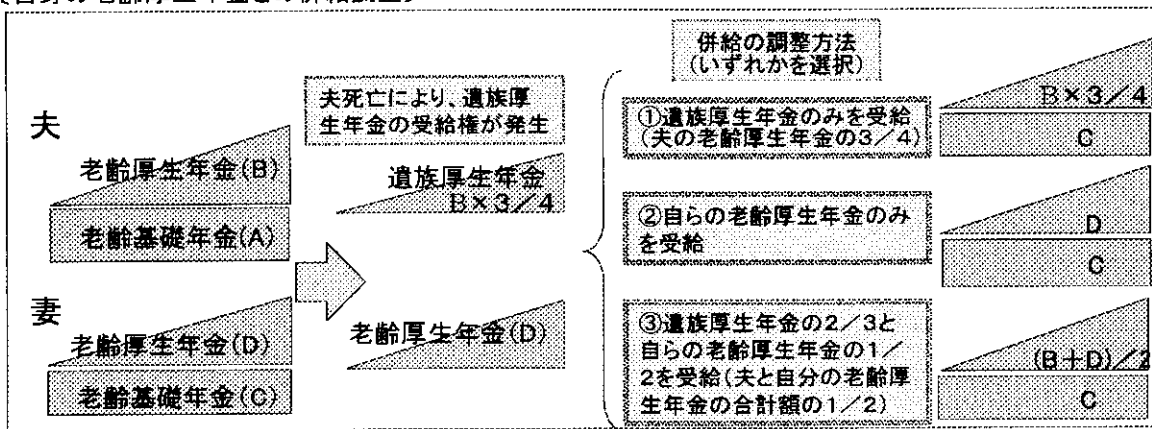 夫
老齢厚生年金(B)
老齢基礎年金(A)
妻
老齢厚生年金(D)
老齢基礎年金(C)
夫死亡により、遺族厚
生年金の受給権が発生
遺族厚生年金
B×3/4
老齢厚生年金(D)
併給の調整方法
(いずれかを選択)
①遺族厚生年金のみを受給
(夫の老齢厚生年金の3/4)
B×3/4
C
②自らの老齢厚生年金のみ
を受給
D
C
③遺族厚生年金の2/3と
自らの老齢厚生年金の1/
2を受給(夫と自分の老齢厚
生年金の合計額の1/2)
(B+D)/2
C